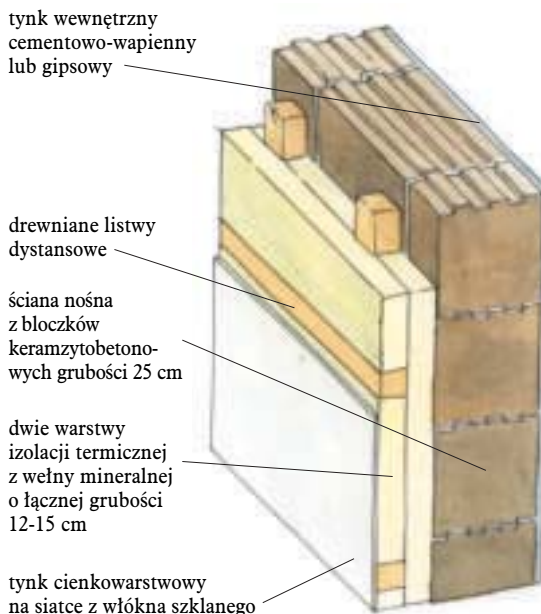 tynk wewnętrzny
cementowo-wapienny
lub gipsowy
drewniane listwy
dystansowe
ściana nośna
z bloczków
keramzytobetono-
wych grubości 25 cm
dwie warstwy
izolacji termicznej
z wełny mineralnej
o łącznej grubości
12-15 cm
tynk cienkowarstwowy
na siatce z włókna szklanego